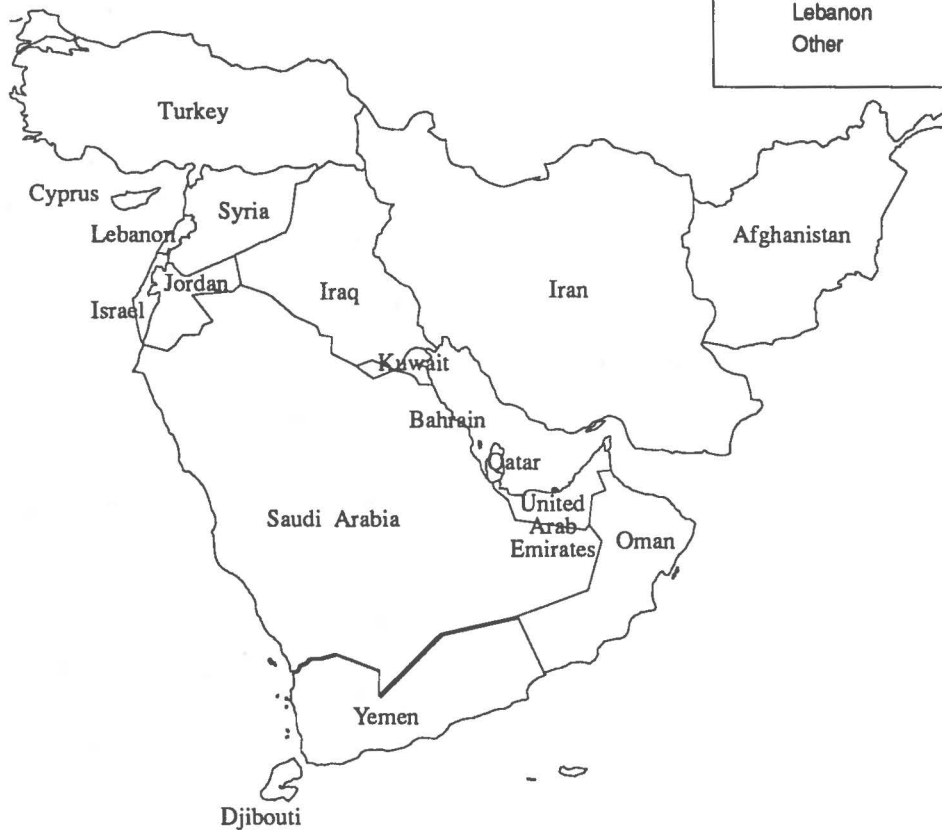 Lebanon
Other
Turkey
Cyprus
Syria
Lebanon
Afghanistan
Jordan
Iraq
Iran
Israel
Kuwait
Bahrain
Qatar
United
Arab
Emirates
Saudi Arabia
Oman
Yemen
Djibouti